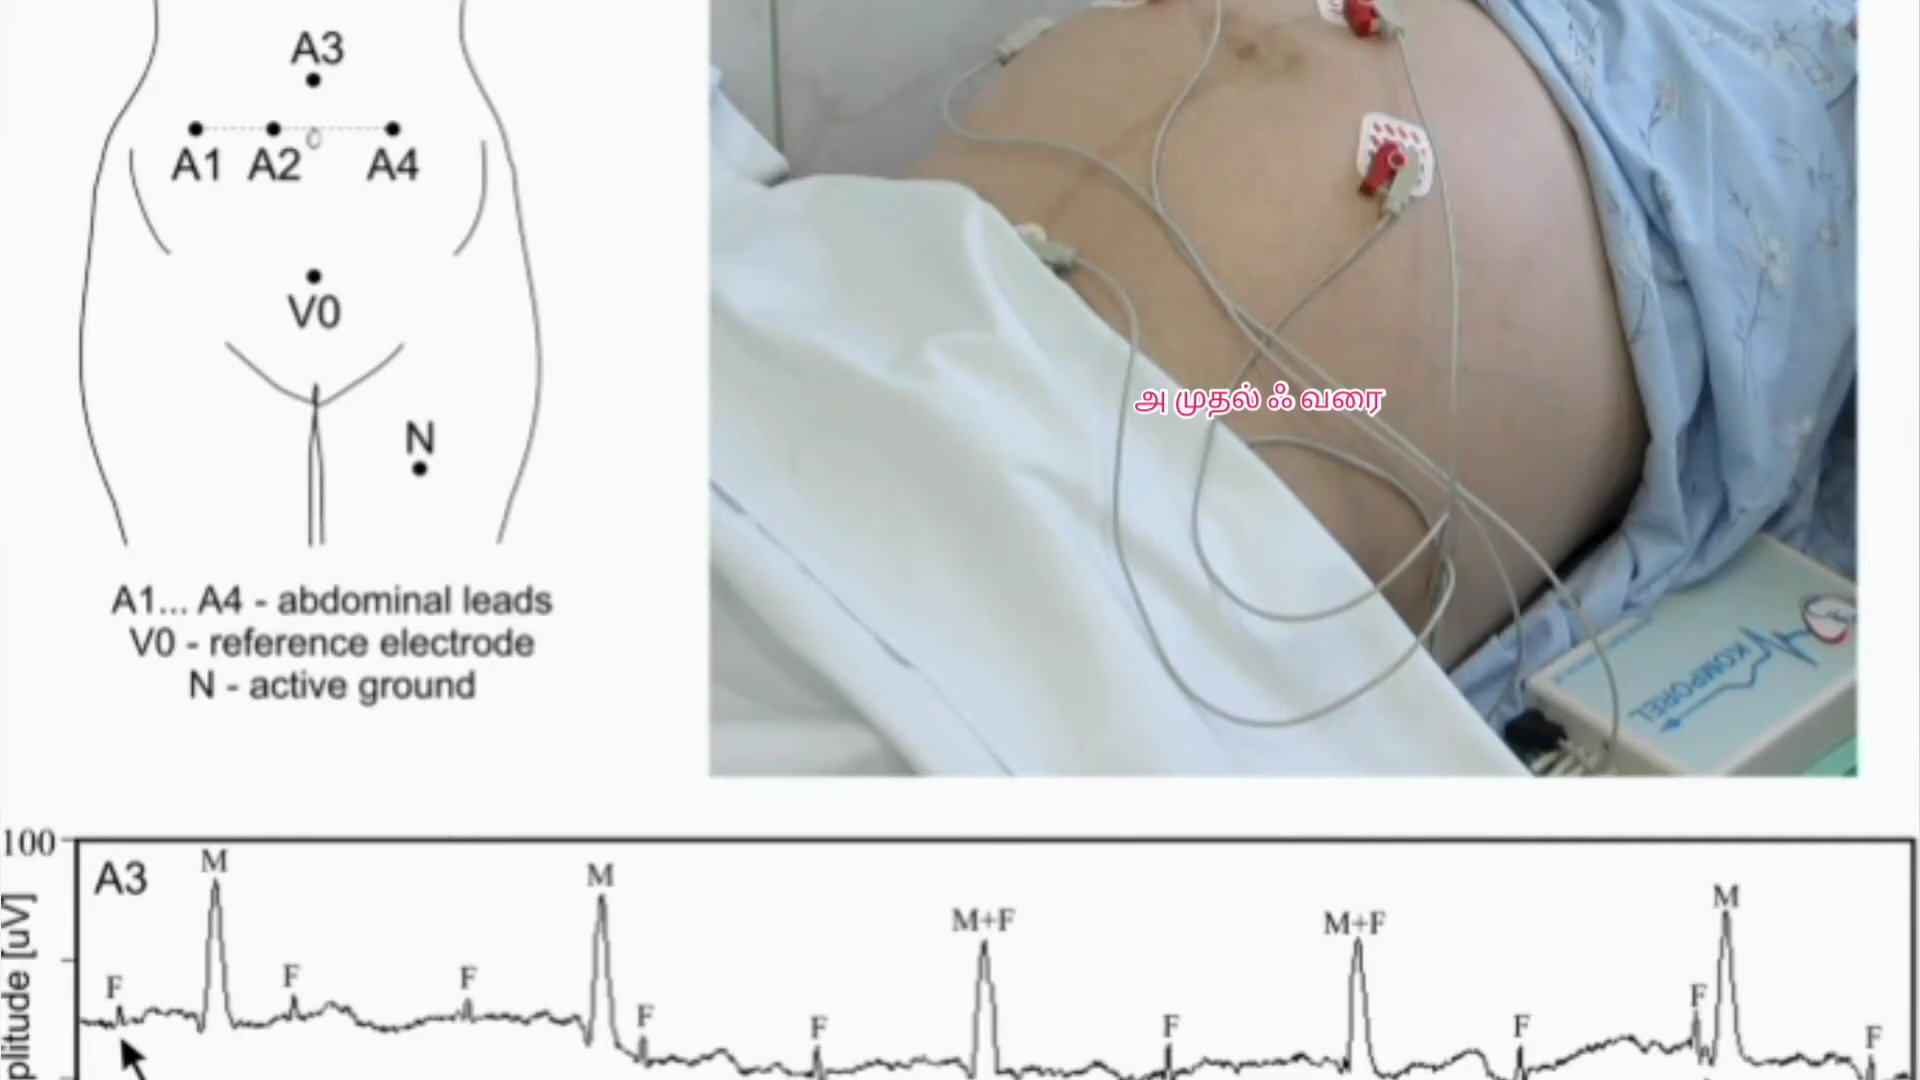 A3
A1 A2 A4
V0
N
A1... A4 - abdominal leads
V0 - reference electrode
N - active ground
அ முதல் ஃ வரை
KOMPOREL
100
A3
plitude [uV]
M
M
M+F
M+F
M
F
F
F
F
F
F
F
F
F